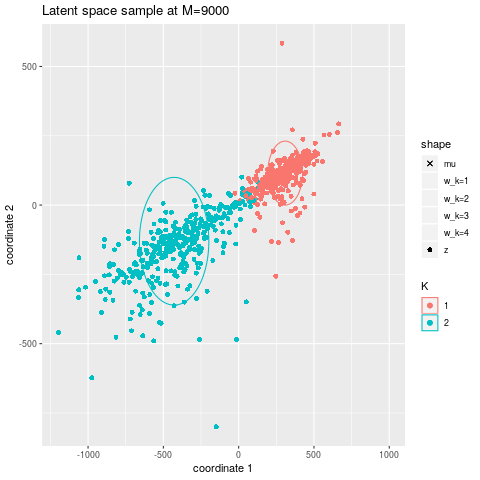 Latent space sample at M=9000
500
0
-500
-1000
-500
0
500
1000
coordinate 1
coordinate 2
shape
mu
w_k=1
w_k=2
w_k=3
w_k=4
z
K
1
2